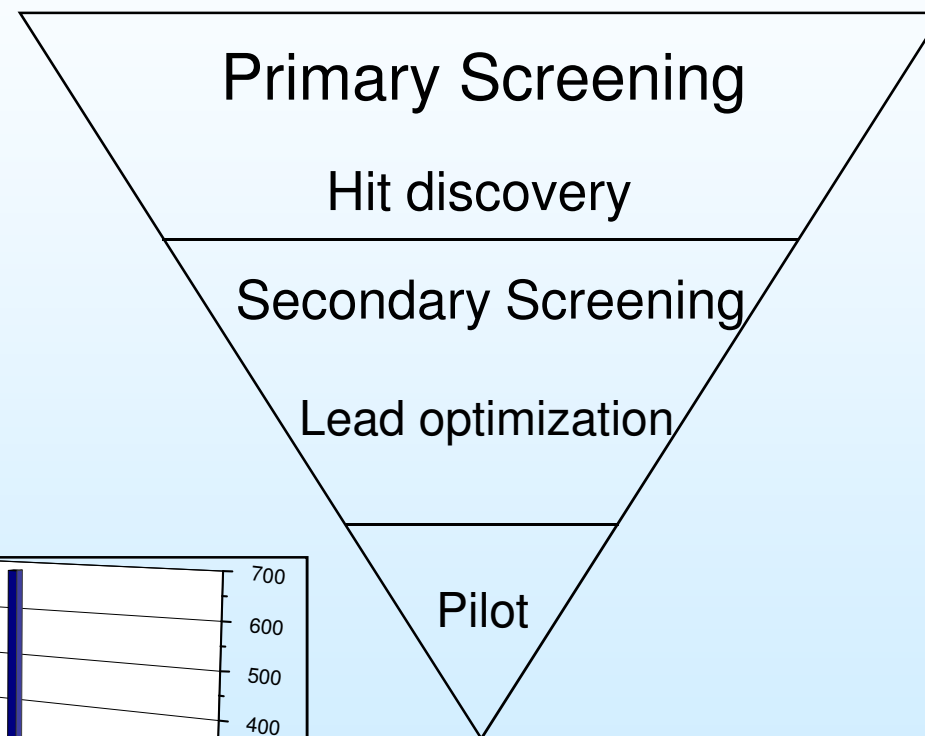 Primary Screening
Hit discovery
Secondary Screening
Lead optimization
Pilot
700
600
500
400